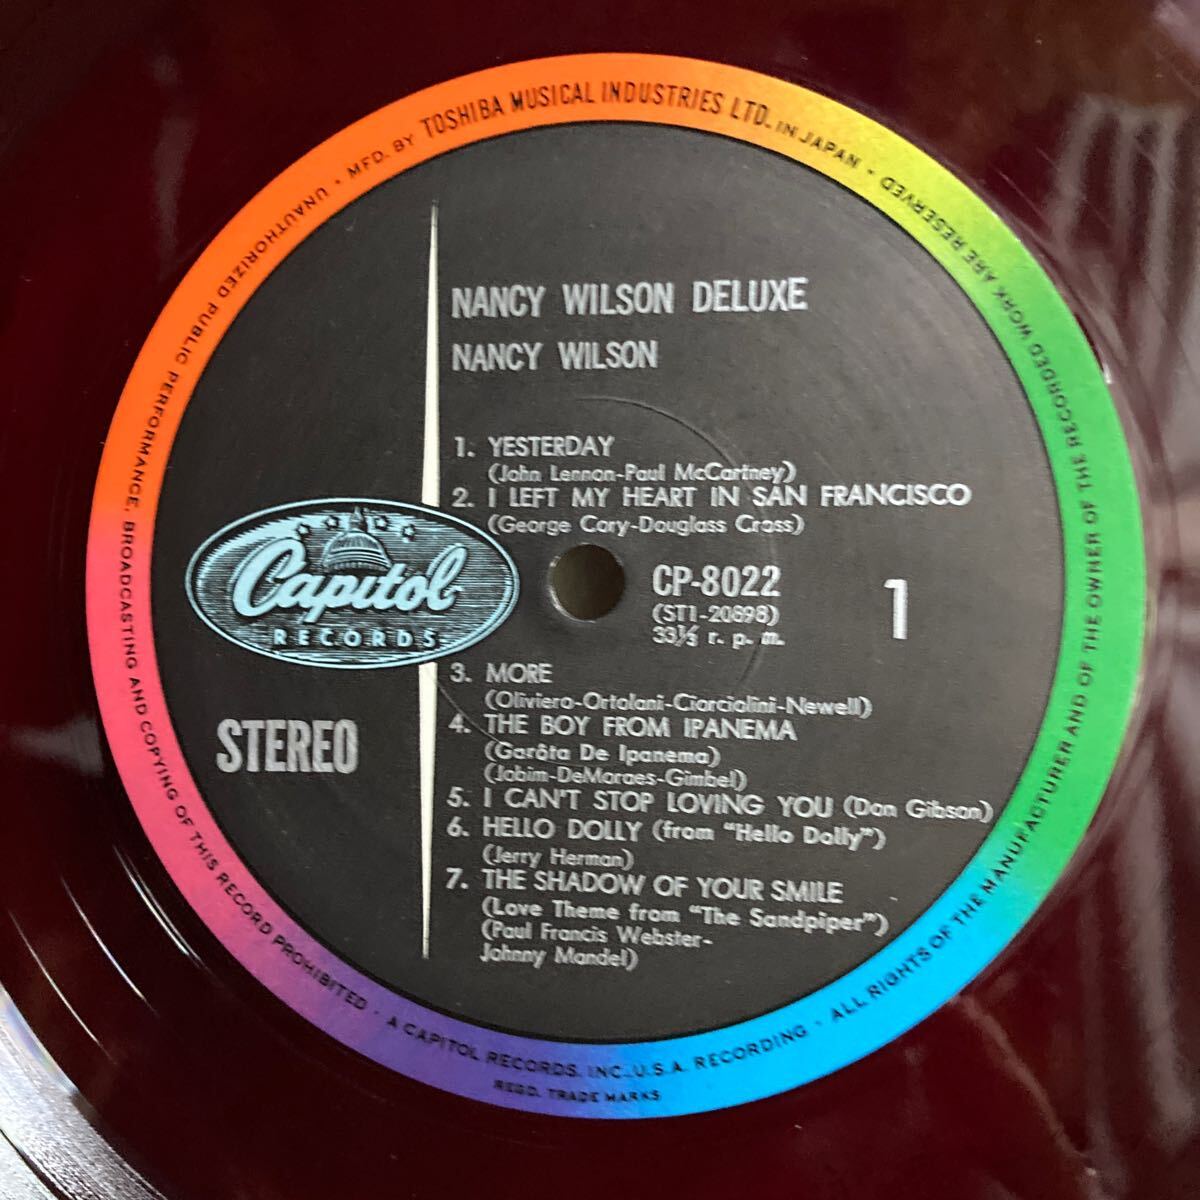 MFD. BY TOSHIBA MUSICAL INDUSTRIES LTD. IN JAPAN •
ALL RIGHTS OF THE MANUFACTURER AND OF THE OWNER OF THE RECORDED WORK ARE RESERVED •
UNAUTHORIZED PUBLIC PERFORMANCE, BROADCASTING AND COPYING OF THIS RECORD PROHIBITED •
A CAPITOL RECORDS, INC., U.S.A. RECORDING •
REGD. TRADE MARKS
NANCY WILSON DELUXE
NANCY WILSON
1. YESTERDAY
(John Lennon-Paul McCartney)
2. I LEFT MY HEART IN SAN FRANCISCO
(George Cory-Douglass Cross)
Capitol
RECORDS
STEREO
CP-8022
(ST1-20698)
33⅓ r. p. m.
1
3. MORE
(Oliviero-Ortolani-Ciorciolini-Newell)
4. THE BOY FROM IPANEMA
(Garôta De Ipanema)
(Jobim-DeMoraes-Gimbel)
5. I CAN'T STOP LOVING YOU (Don Gibson)
6. HELLO DOLLY (from "Hello Dolly")
(Jerry Herman)
7. THE SHADOW OF YOUR SMILE
(Love Theme from "The Sandpiper")
(Paul Francis Webster-
Johnny Mandel)